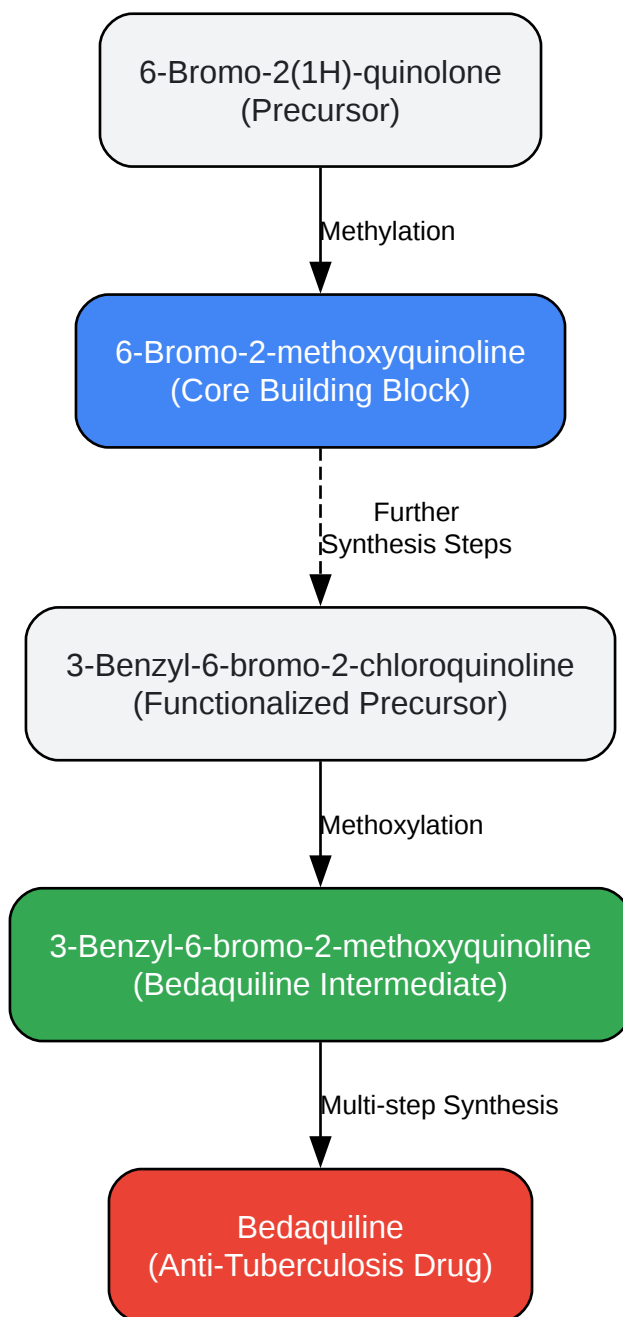 6-Bromo-2(1H)-quinolone
(Precursor)
Methylation
6-Bromo-2-methoxyquinoline
(Core Building Block)
Further
Synthesis Steps
3-Benzyl-6-bromo-2-chloroquinoline
(Functionalized Precursor)
Methoxylation
3-Benzyl-6-bromo-2-methoxyquinoline
(Bedaquiline Intermediate)
Multi-step Synthesis
Bedaquiline
(Anti-Tuberculosis Drug)